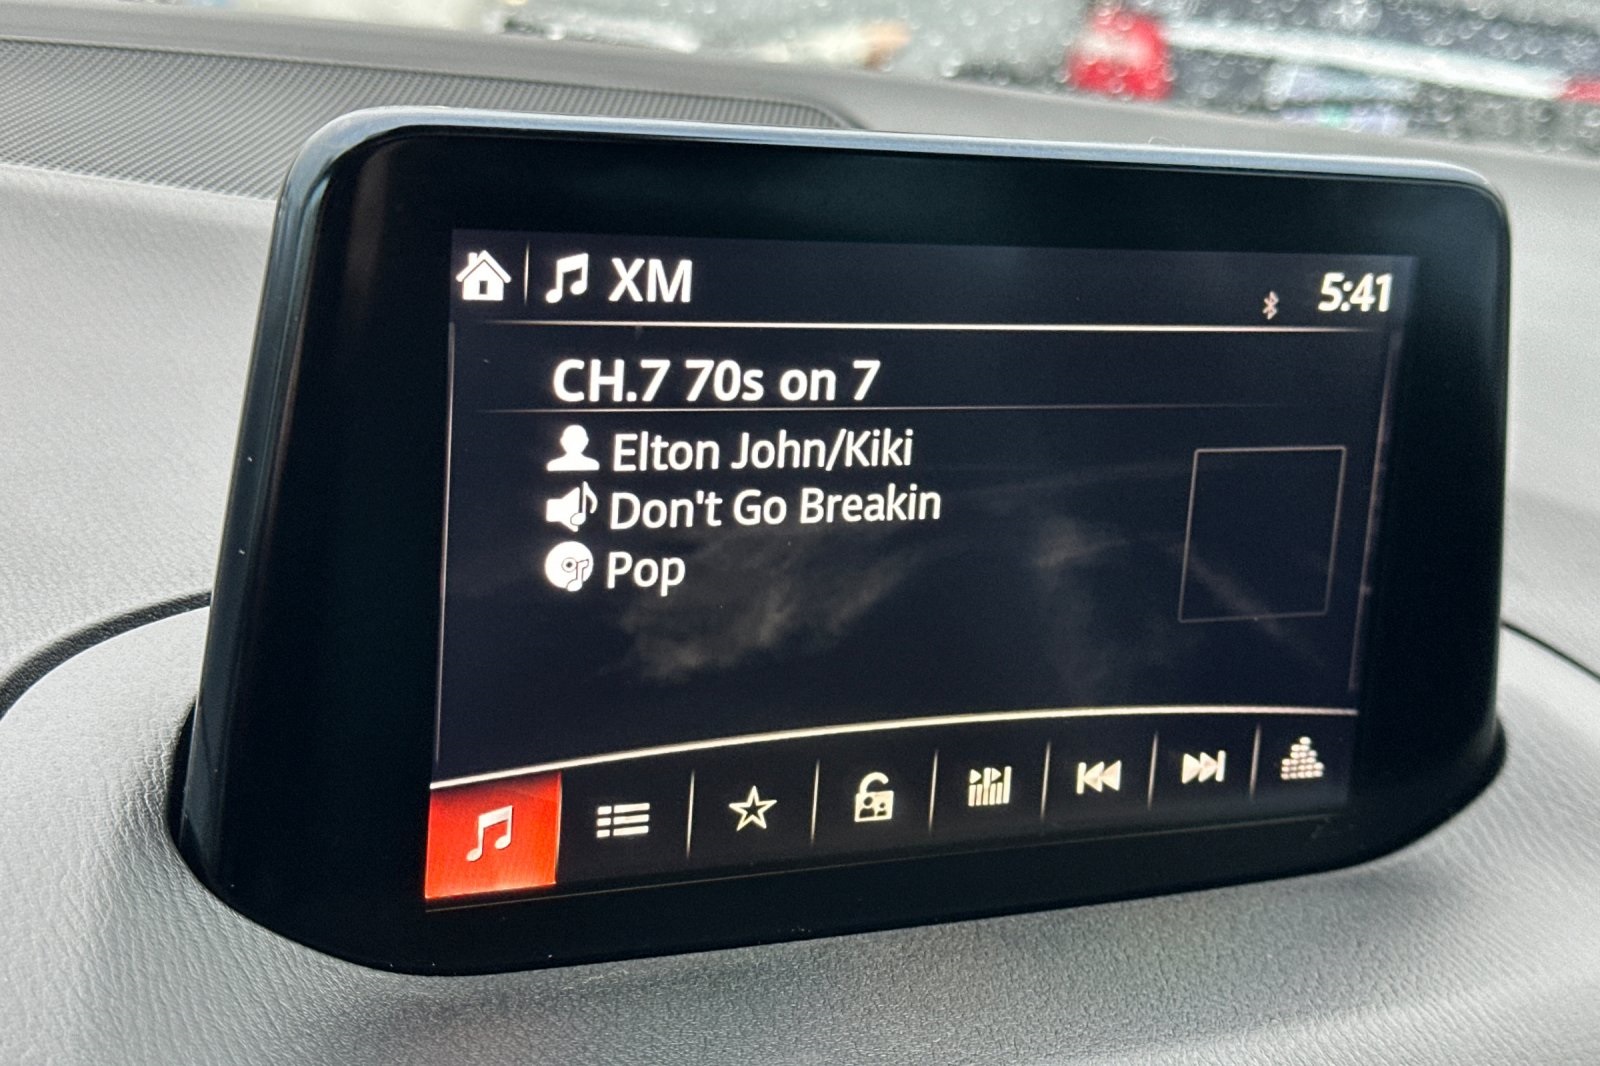 XM
5:41
CH.7 70s on 7
Elton John/Kiki
Don't Go Breakin
Pop